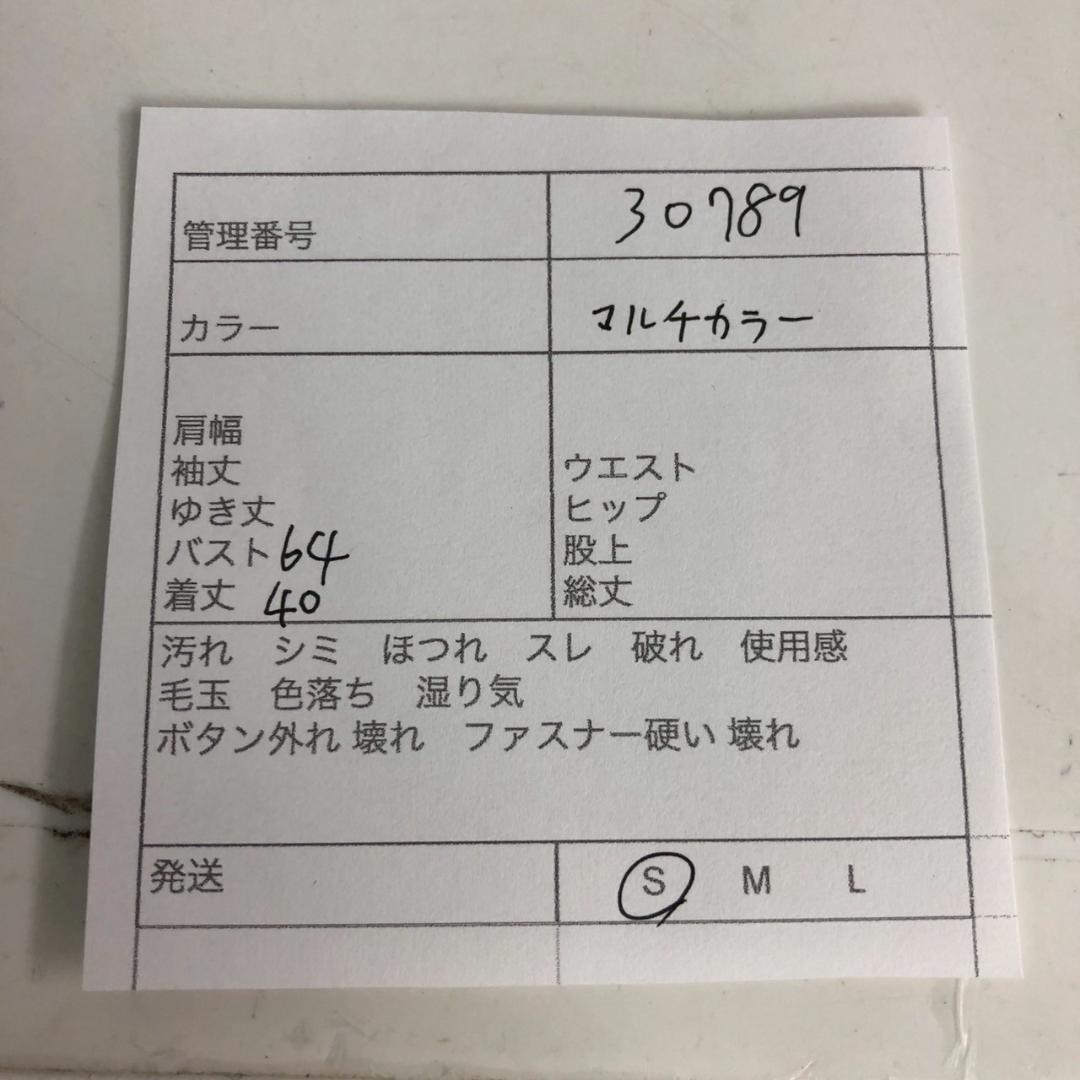 管理番号 30789
カラー マルチカラー
肩幅
袖丈 ウエスト
ゆき丈 ヒップ
バスト 64 股上
着丈 40 総丈
汚れ シミ ほつれ スレ 破れ 使用感
毛玉 色落ち 湿り気
ボタン外れ 壊れ ファスナー硬い 壊れ
発送 S M L